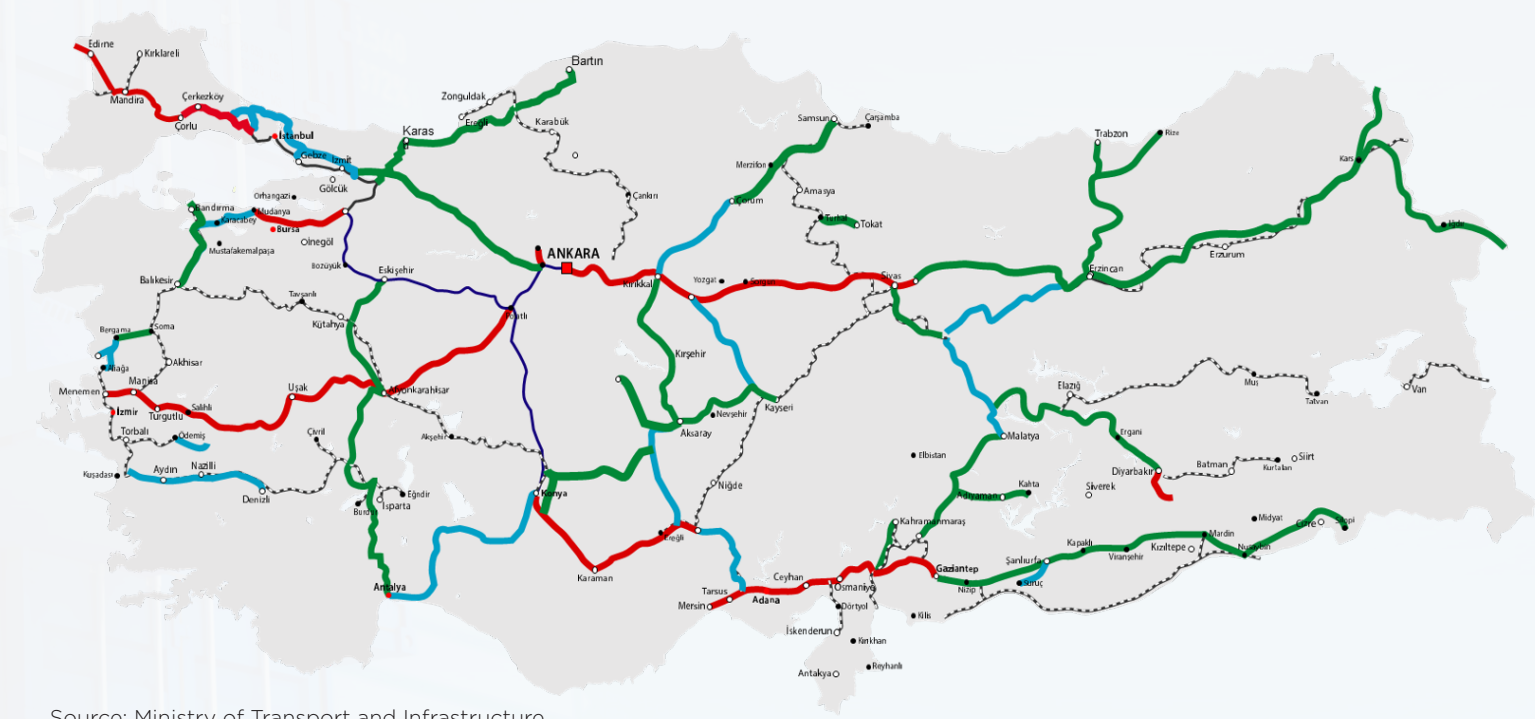 Edirne
Kırklareli
Mandira
Çerkezköy
Çorlu
İstanbul
Gebze
İzmit
Gölcük
Karas
Zonguldak
Ereğli
Bartın
Karabük
Çankırı
Samsun
Çarşamba
Merzifon
Amasya
Çorum
Turhal
Tokat
Trabzon
Rize
Kars
Iğdır
Erzincan
Erzurum
Bandırma
Karacabey
Mudanya
Orhangazi
Bursa
Mustafakemalpaşa
Olnegöl
Bozüyük
Eskişehir
ANKARA
Kırıkkal
Yozgat
Sorgun
Sivas
Balıkesir
Tavşanlı
Kütahya
Polatlı
Bergama
Soma
Akhisar
Aliağa
Menemen
Manisa
İzmir
Turgutlu
Salihli
Uşak
Afyonkarahisar
Kırşehir
Nevşehir
Kayseri
Aksaray
Torbalı
Ödemiş
Çivril
Akşehir
Kuşadası
Aydın
Nazilli
Denizli
Burdur
Isparta
Eğridir
Konya
Niğde
Elbistan
Malatya
Elazığ
Muş
Tatvan
Van
Ergani
Diyarbakır
Batman
Kurtalan
Siirt
Siverek
Adıyaman
Kahta
Kahramanmaraş
Ereğli
Karaman
Antalya
Mersin
Tarsus
Adana
Ceyhan
Osmaniye
Gaziantep
Nizip
Şanlıurfa
Suruç
Kapaklı
Viranşehir
Kızıltepe
Mardin
Midyat
Nusaybin
Cizre
Silopi
Dörtyol
İskenderun
Kilis
Kırıkhan
Reyhanlı
Antakya
Source: Ministry of Transport and Infrastructure